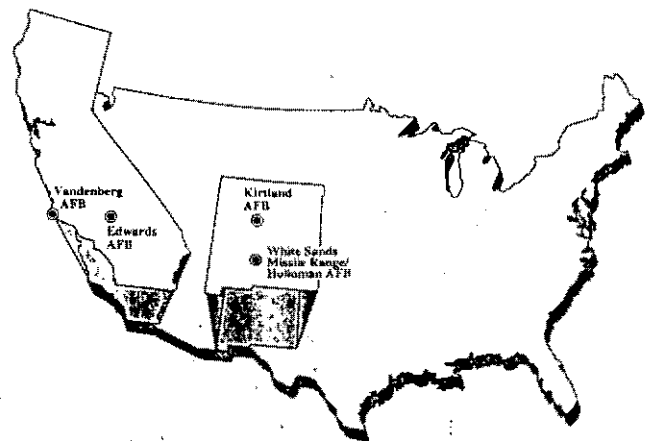 Vandenberg
AFB
Edwards
AFB
Kirtland
AFB
White Sands
Missile Range/
Holloman AFB